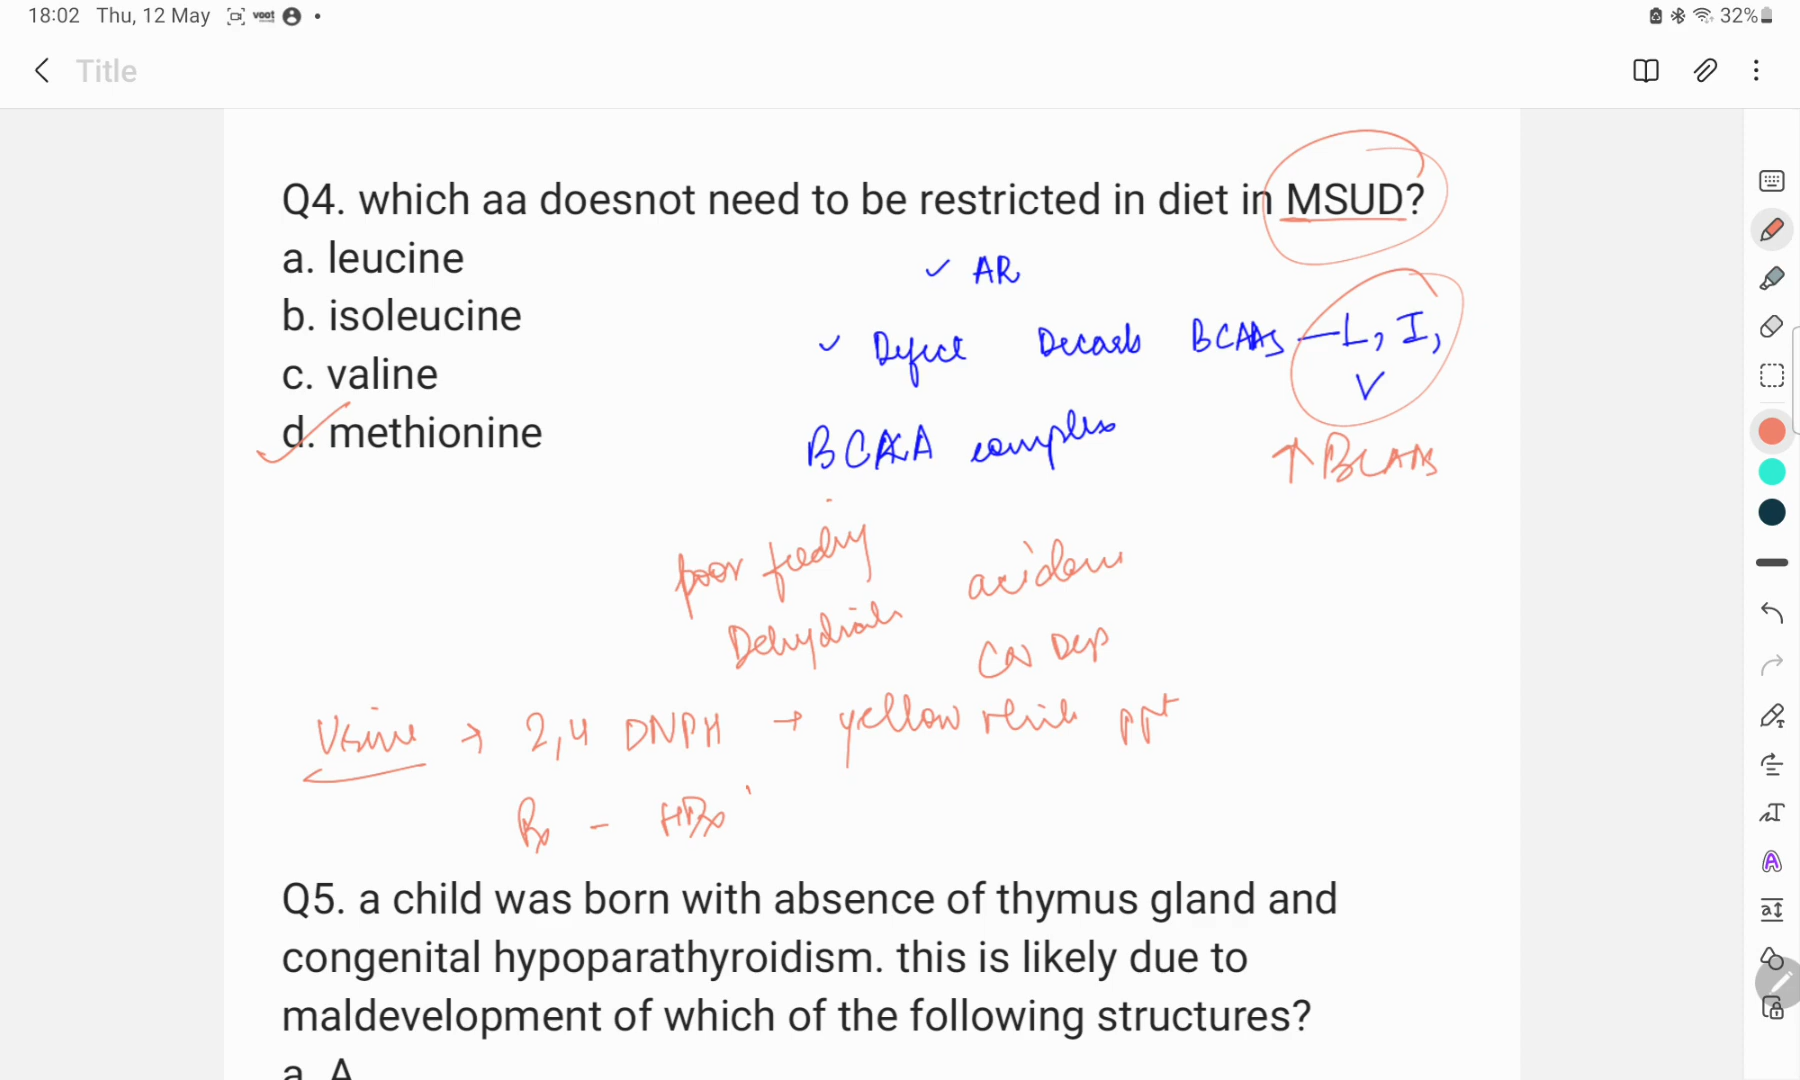 18:02 Thu, 12 May voot 32%
Title
Q4. which aa doesnot need to be restricted in diet in MSUD?
a. leucine
✓ AR
b. isoleucine
✓ Defect Decarb BCAAs – L, I,
c. valine
V
d. methionine
BCAA complex
↑ BCAAs
poor feeding
Dehydration
CNS Dep
Urine → 2,4 DNPH → yellow white ppt
Rx -
Q5. a child was born with absence of thymus gland and
congenital hypoparathyroidism. this is likely due to
maldevelopment of which of the following structures?
a. A